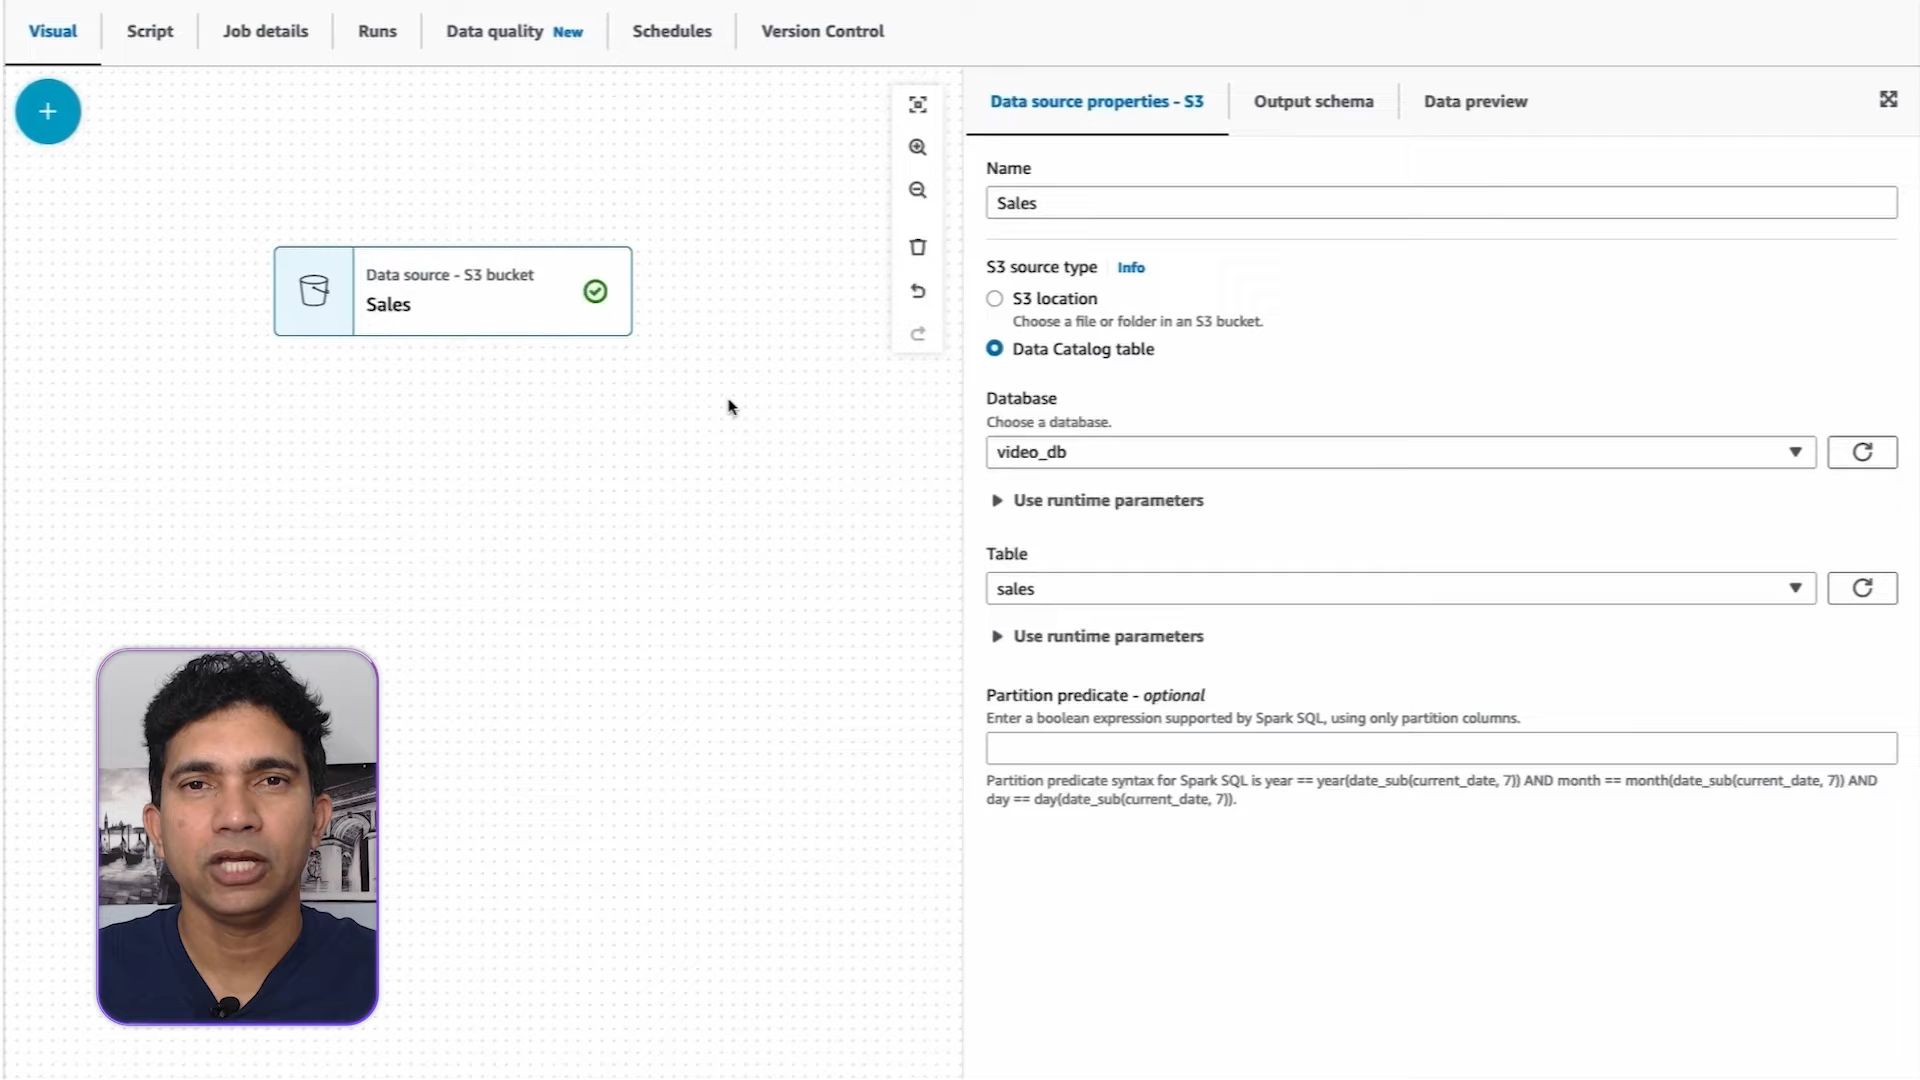 Visual
Script
Job details
Runs
Data quality New
Schedules
Version Control
Data source - S3 bucket
Sales
Data source properties - S3
Output schema
Data preview
Name
Sales
S3 source type Info
S3 location
Choose a file or folder in an S3 bucket.
Data Catalog table
Database
Choose a database.
video_db
Use runtime parameters
Table
sales
Use runtime parameters
Partition predicate - optional
Enter a boolean expression supported by Spark SQL, using only partition columns.
Partition predicate syntax for Spark SQL is year == year(date_sub(current_date, 7)) AND month == month(date_sub(current_date, 7)) AND
day == day(date_sub(current_date, 7)).